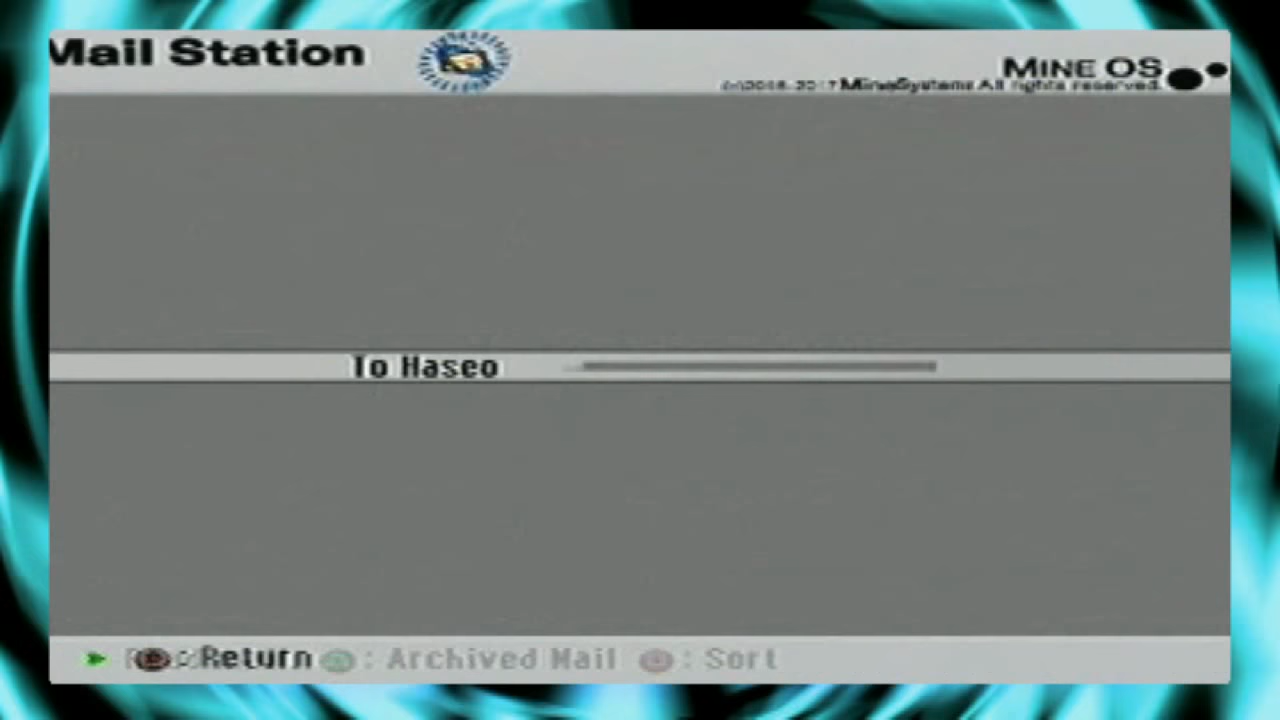 Mail Station
MINE OS
MineSystems All rights reserved.
To Haseo
:Return : Archived Mail : Sort